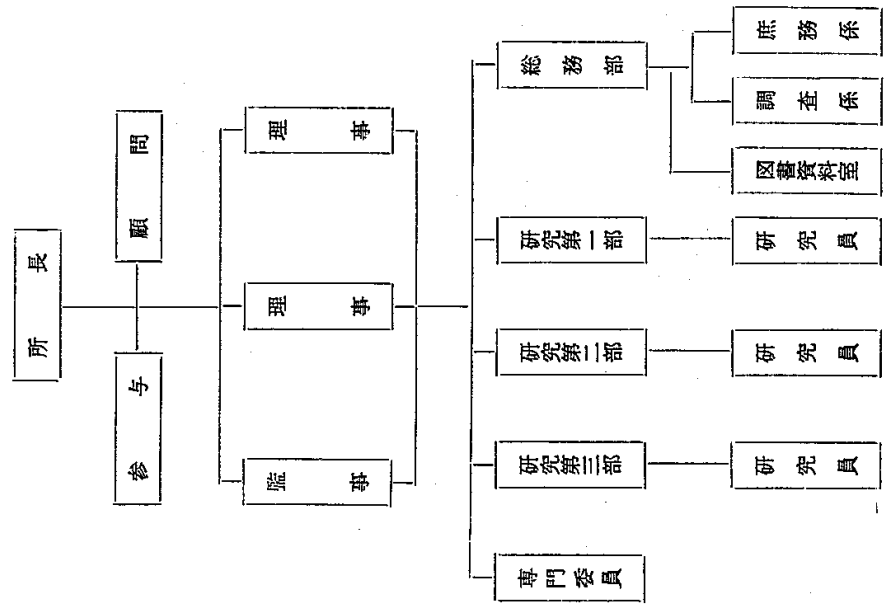 所長
参与
顧問
監事
理事
理事
専門委員
研究第三部
研究第二部
研究第一部
総務部
研究員
研究員
研究員
図書資料室
調査係
庶務係